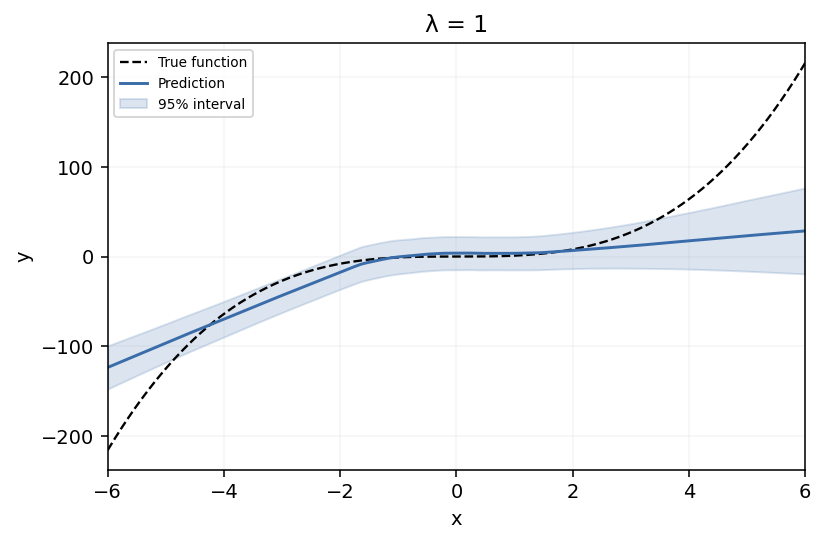 λ = 1
True function
Prediction
95% interval
200
100
0
−100
−200
y
−6
−4
−2
0
2
4
6
x